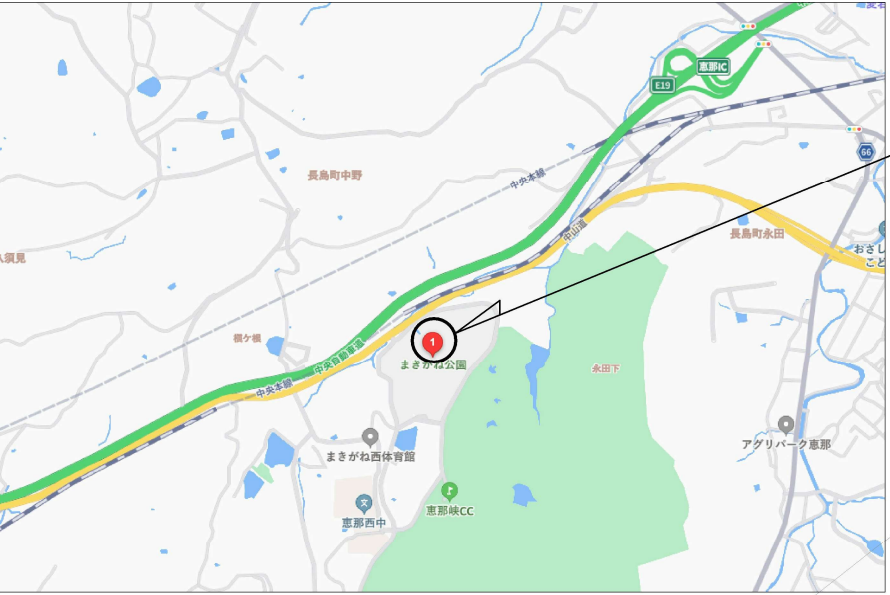 恵那IC
E19
66
中央本線
長島町中野
中山道
長島町永田
おさし
こど
須見
槇ケ根
1
中央自動車道
まきがね公園
永田下
中央本線
まきがね西体育館
アグリパーク恵那
恵那峡CC
文
恵那西中